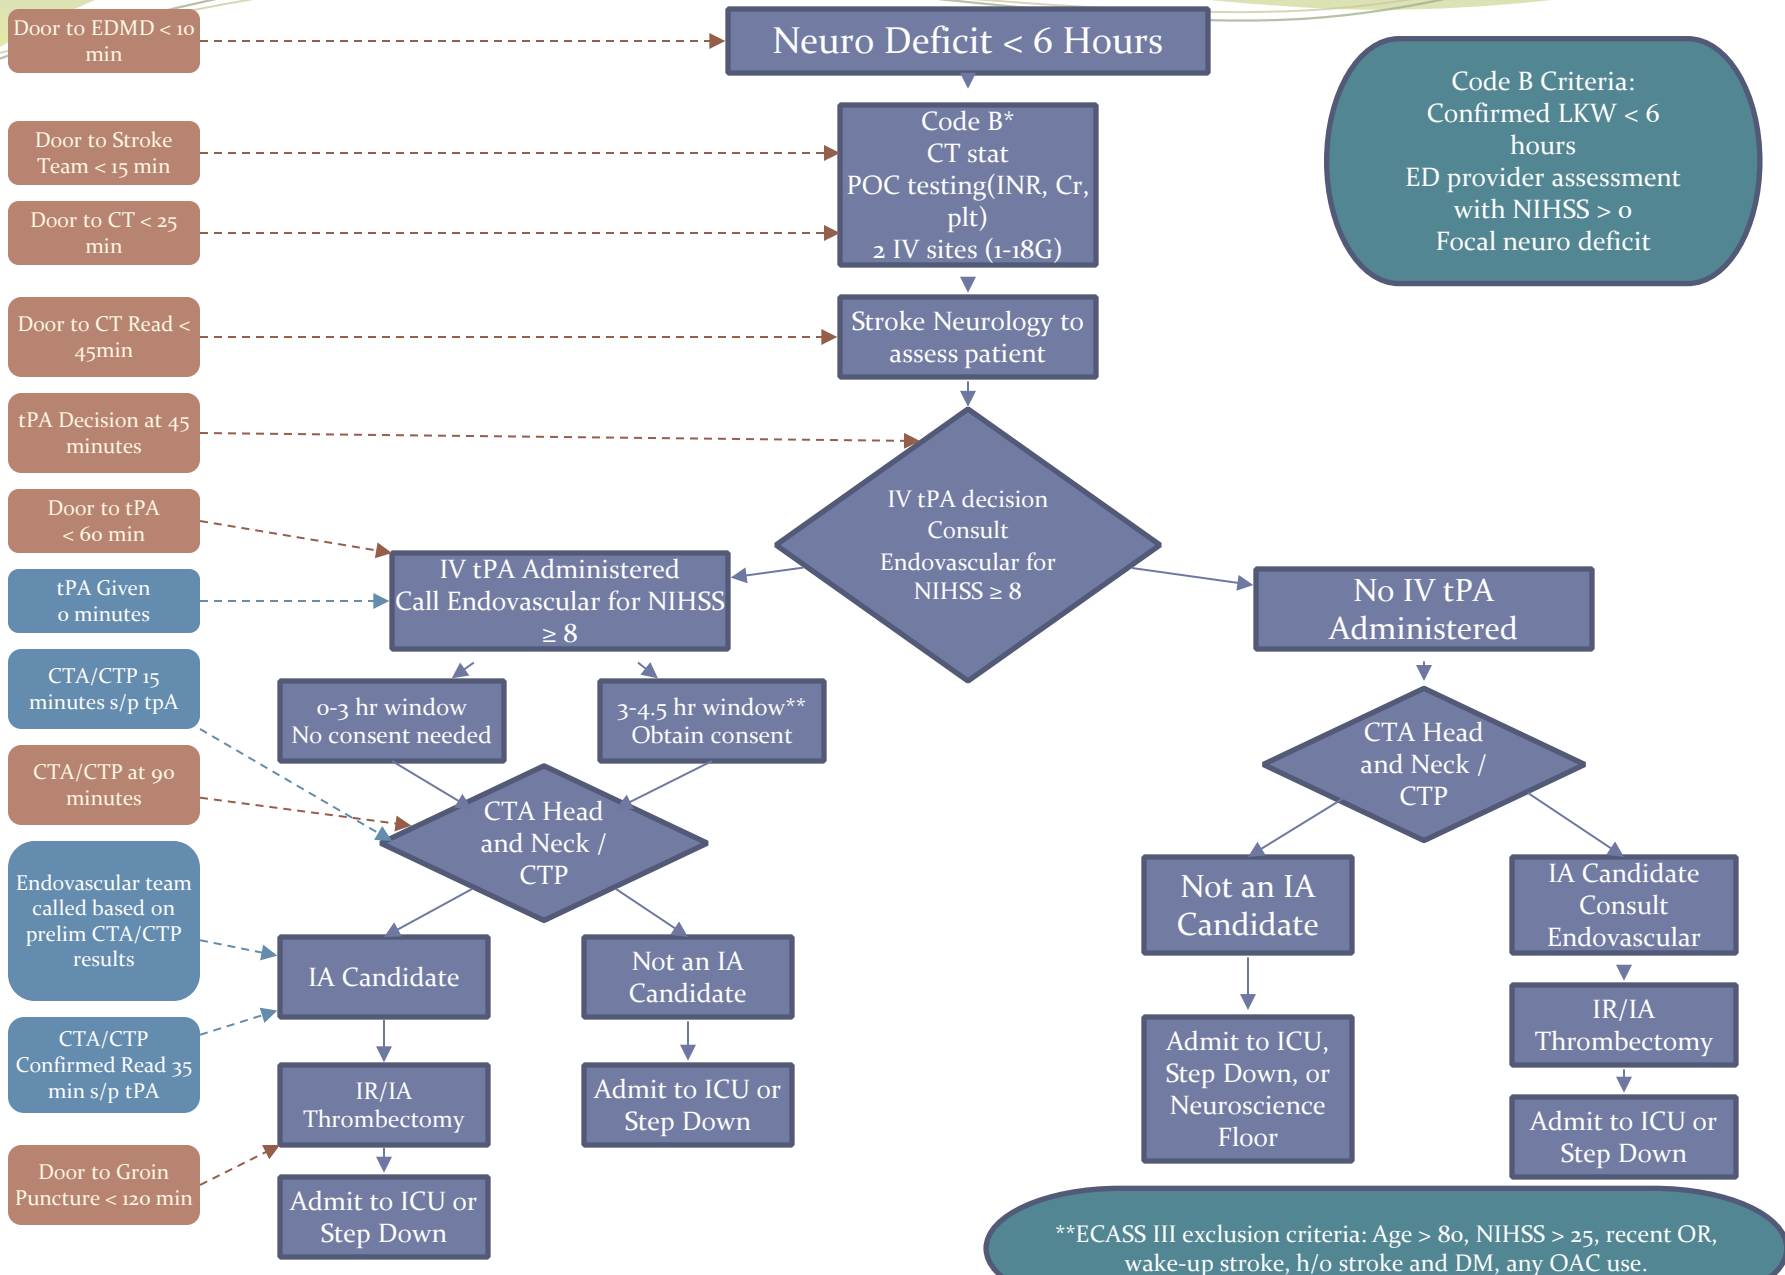 Door to EDMD < 10
min
Neuro Deficit < 6 Hours
Code B Criteria:
Confirmed LKW < 6
hours
ED provider assessment
with NIHSS > 0
Focal neuro deficit
Door to Stroke
Team < 15 min
Door to CT < 25
min
Code B*
CT stat
POC testing(INR, Cr,
plt)
2 IV sites (1-18G)
Door to CT Read <
45min
Stroke Neurology to
assess patient
tPA Decision at 45
minutes
IV tPA decision
Consult
Endovascular for
NIHSS ≥ 8
Door to tPA
< 60 min
tPA Given
0 minutes
IV tPA Administered
Call Endovascular for NIHSS
≥ 8
No IV tPA
Administered
CTA/CTP 15
minutes s/p tpA
0-3 hr window
No consent needed
3-4.5 hr window**
Obtain consent
CTA/CTP at 90
minutes
CTA Head
and Neck /
CTP
CTA Head
and Neck /
CTP
Endovascular team
called based on
prelim CTA/CTP
results
IA Candidate
Not an IA
Candidate
Not an IA
Candidate
IA Candidate
Consult
Endovascular
CTA/CTP
Confirmed Read 35
min s/p tPA
IR/IA
Thrombectomy
Admit to ICU or
Step Down
Admit to ICU,
Step Down, or
Neuroscience
Floor
IR/IA
Thrombectomy
Admit to ICU or
Step Down
Door to Groin
Puncture < 120 min
Admit to ICU or
Step Down
**ECASS III exclusion criteria: Age > 80, NIHSS > 25, recent OR,
wake-up stroke, h/o stroke and DM, any OAC use.